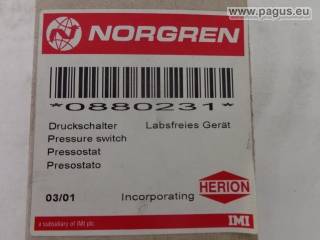 www.pagus.eu
NORGREN
*0880231*
Druckschalter Labsfreies Gerät
Pressure switch
Pressostat
Presostato
03/01 Incorporating HERION
a subsidiary of IMI plc. IMI